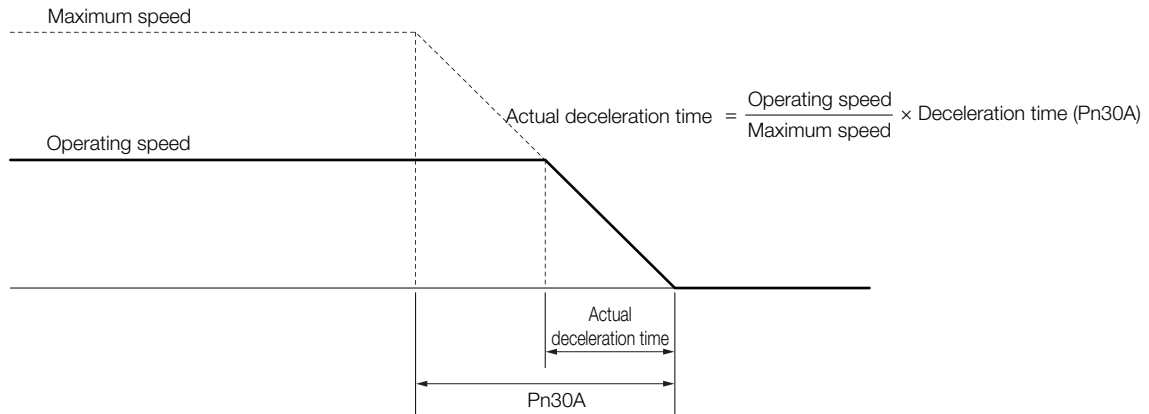 Maximum speed
Actual deceleration time = Operating speed / Maximum speed × Deceleration time (Pn30A)
Operating speed
Actual
deceleration time
Pn30A